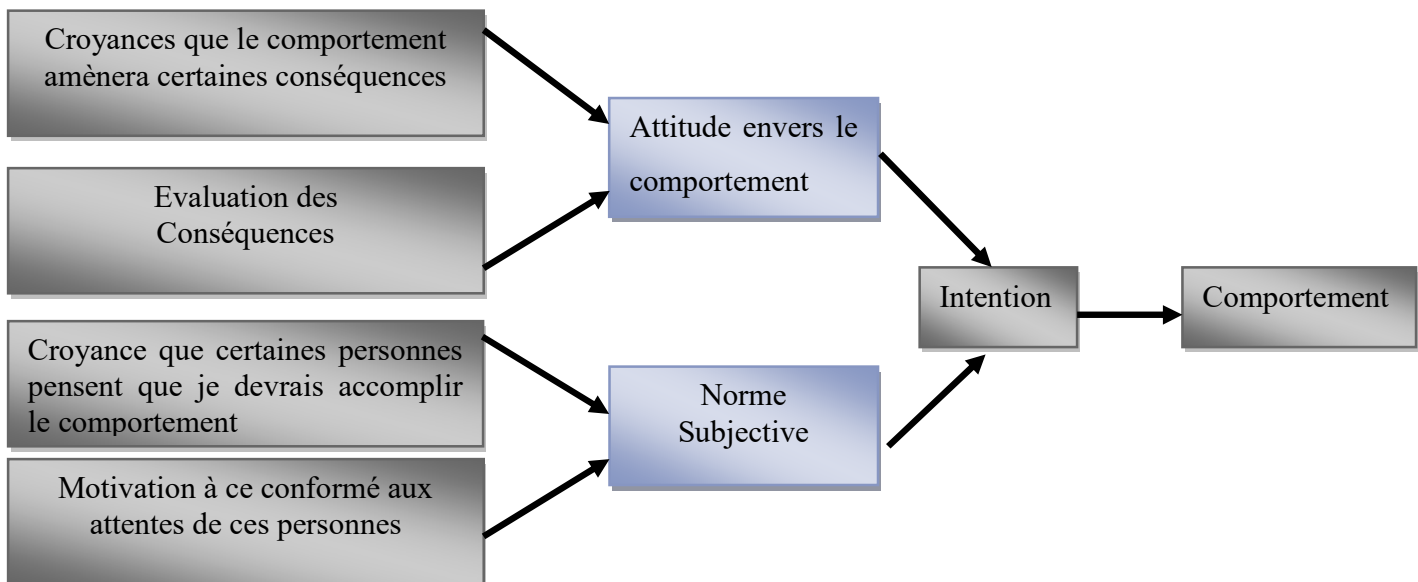 Croyances que le comportement
amènera certaines conséquences
Attitude envers le
comportement
Evaluation des
Conséquences
Intention
Comportement
Croyance que certaines personnes
pensent que je devrais accomplir
le comportement
Norme
Subjective
Motivation à ce conformé aux
attentes de ces personnes